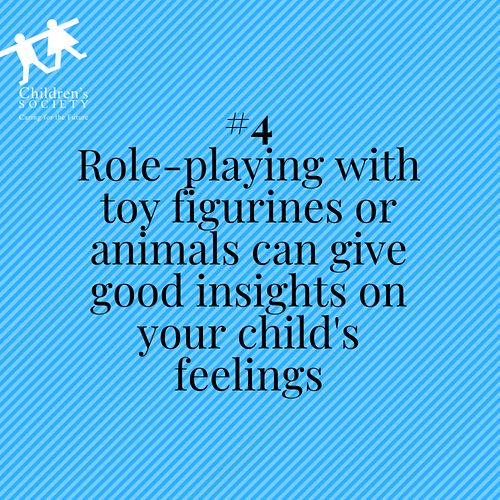 Children's
SOCIETY
Caring for the Future
#4
Role-playing with
toy figurines or
animals can give
good insights on
your child's
feelings